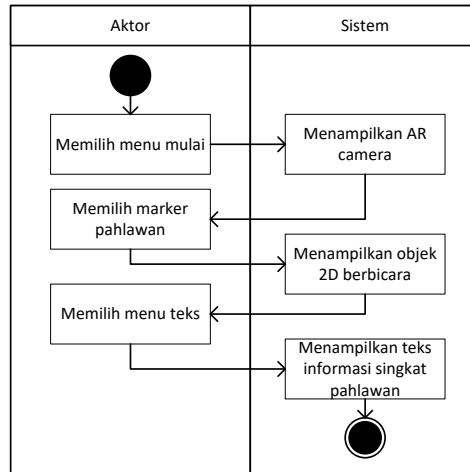 Aktor
Sistem
Memilih menu mulai
Menampilkan AR
camera
Memilih marker
pahlawan
Menampilkan objek
2D berbicara
Memilih menu teks
Menampilkan teks
informasi singkat
pahlawan